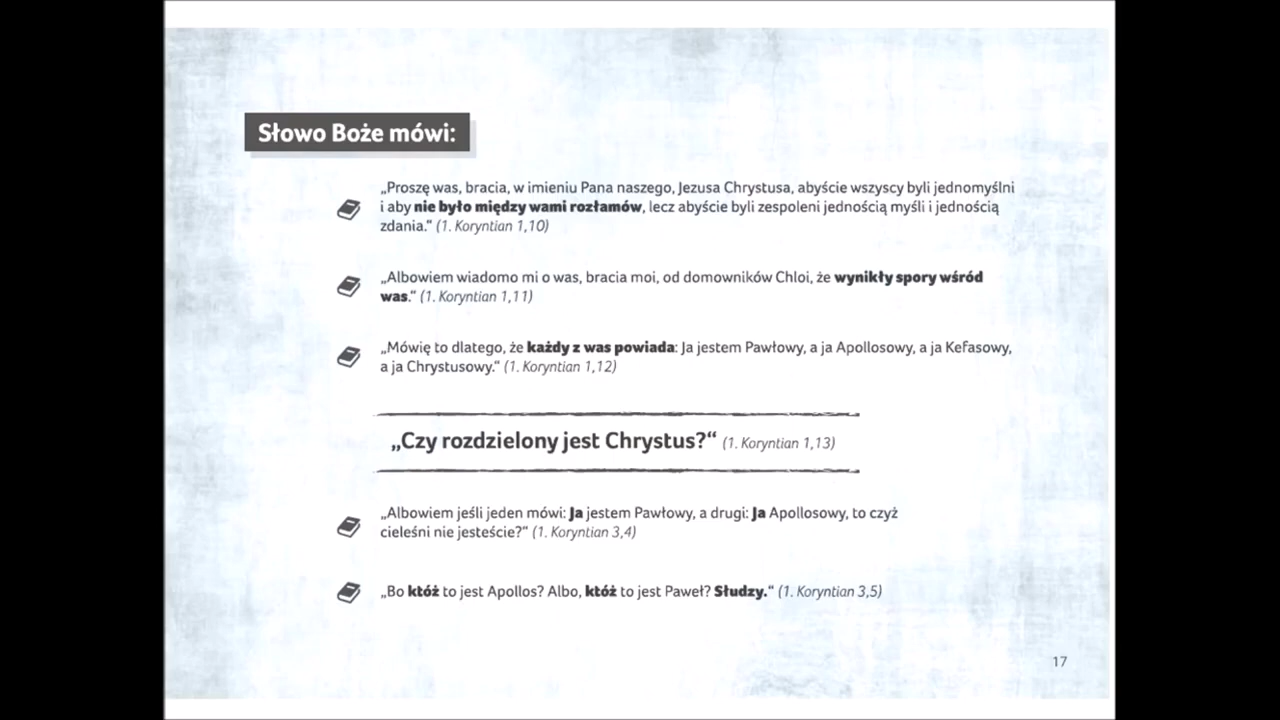 Słowo Boże mówi:
„Proszę was, bracia, w imieniu Pana naszego, Jezusa Chrystusa, abyście wszyscy byli jednomyślni
i aby nie było między wami rozłamów, lecz abyście byli zespoleni jednością myśli i jednością
zdania.“ (1. Koryntian 1,10)
„Albowiem wiadomo mi o was, bracia moi, od domowników Chloi, że wynikły spory wśród
was.“ (1. Koryntian 1,11)
„Mówię to dlatego, że każdy z was powiada: Ja jestem Pawłowy, a ja Apollosowy, a ja Kefasowy,
a ja Chrystusowy.“ (1. Koryntian 1,12)
„Czy rozdzielony jest Chrystus?“ (1. Koryntian 1,13)
„Albowiem jeśli jeden mówi: Ja jestem Pawłowy, a drugi: Ja Apollosowy, to czyż
cieleśni nie jesteście?“ (1. Koryntian 3,4)
„Bo któż to jest Apollos? Albo, któż to jest Paweł? Słudzy.“ (1. Koryntian 3,5)
17